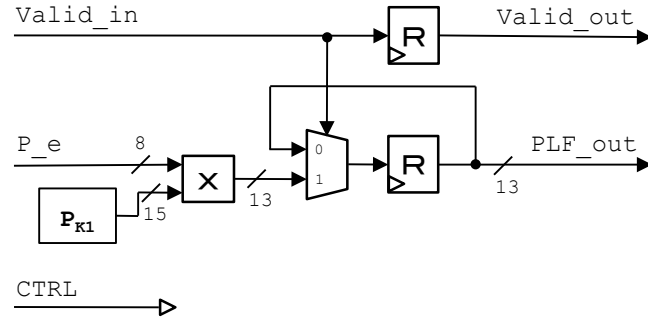 Valid_in
R
Valid_out
P_e
8
0
R
PLF_out
X
13
1
13
P_K1
15
CTRL